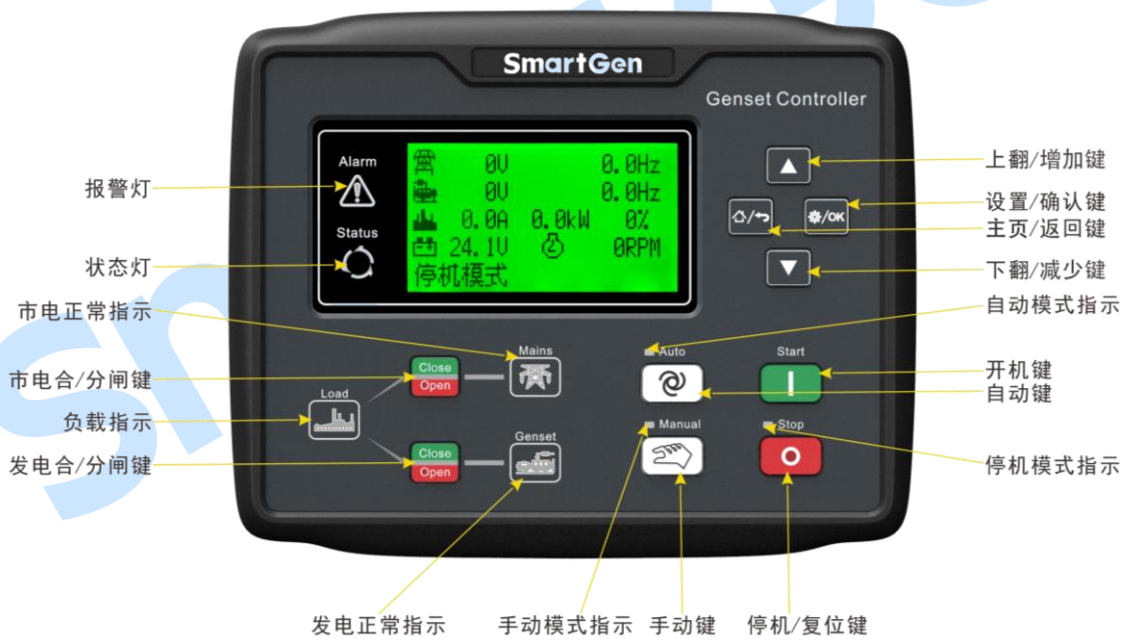 SmartGen
Genset Controller
Alarm
0V 0.0Hz
0V 0.0Hz
0.0A 0.0kW 0%
24.1V 0RPM
停机模式
Status
/OK
上翻/增加键
设置/确认键
主页/返回键
下翻/减少键
自动模式指示
开机键
自动键
停机模式指示
报警灯
状态灯
市电正常指示
市电合/分闸键
负载指示
发电合/分闸键
Mains
Close
Open
Load
Close
Open
Genset
Auto
Start
Manual
Stop
发电正常指示
手动模式指示
手动键
停机/复位键